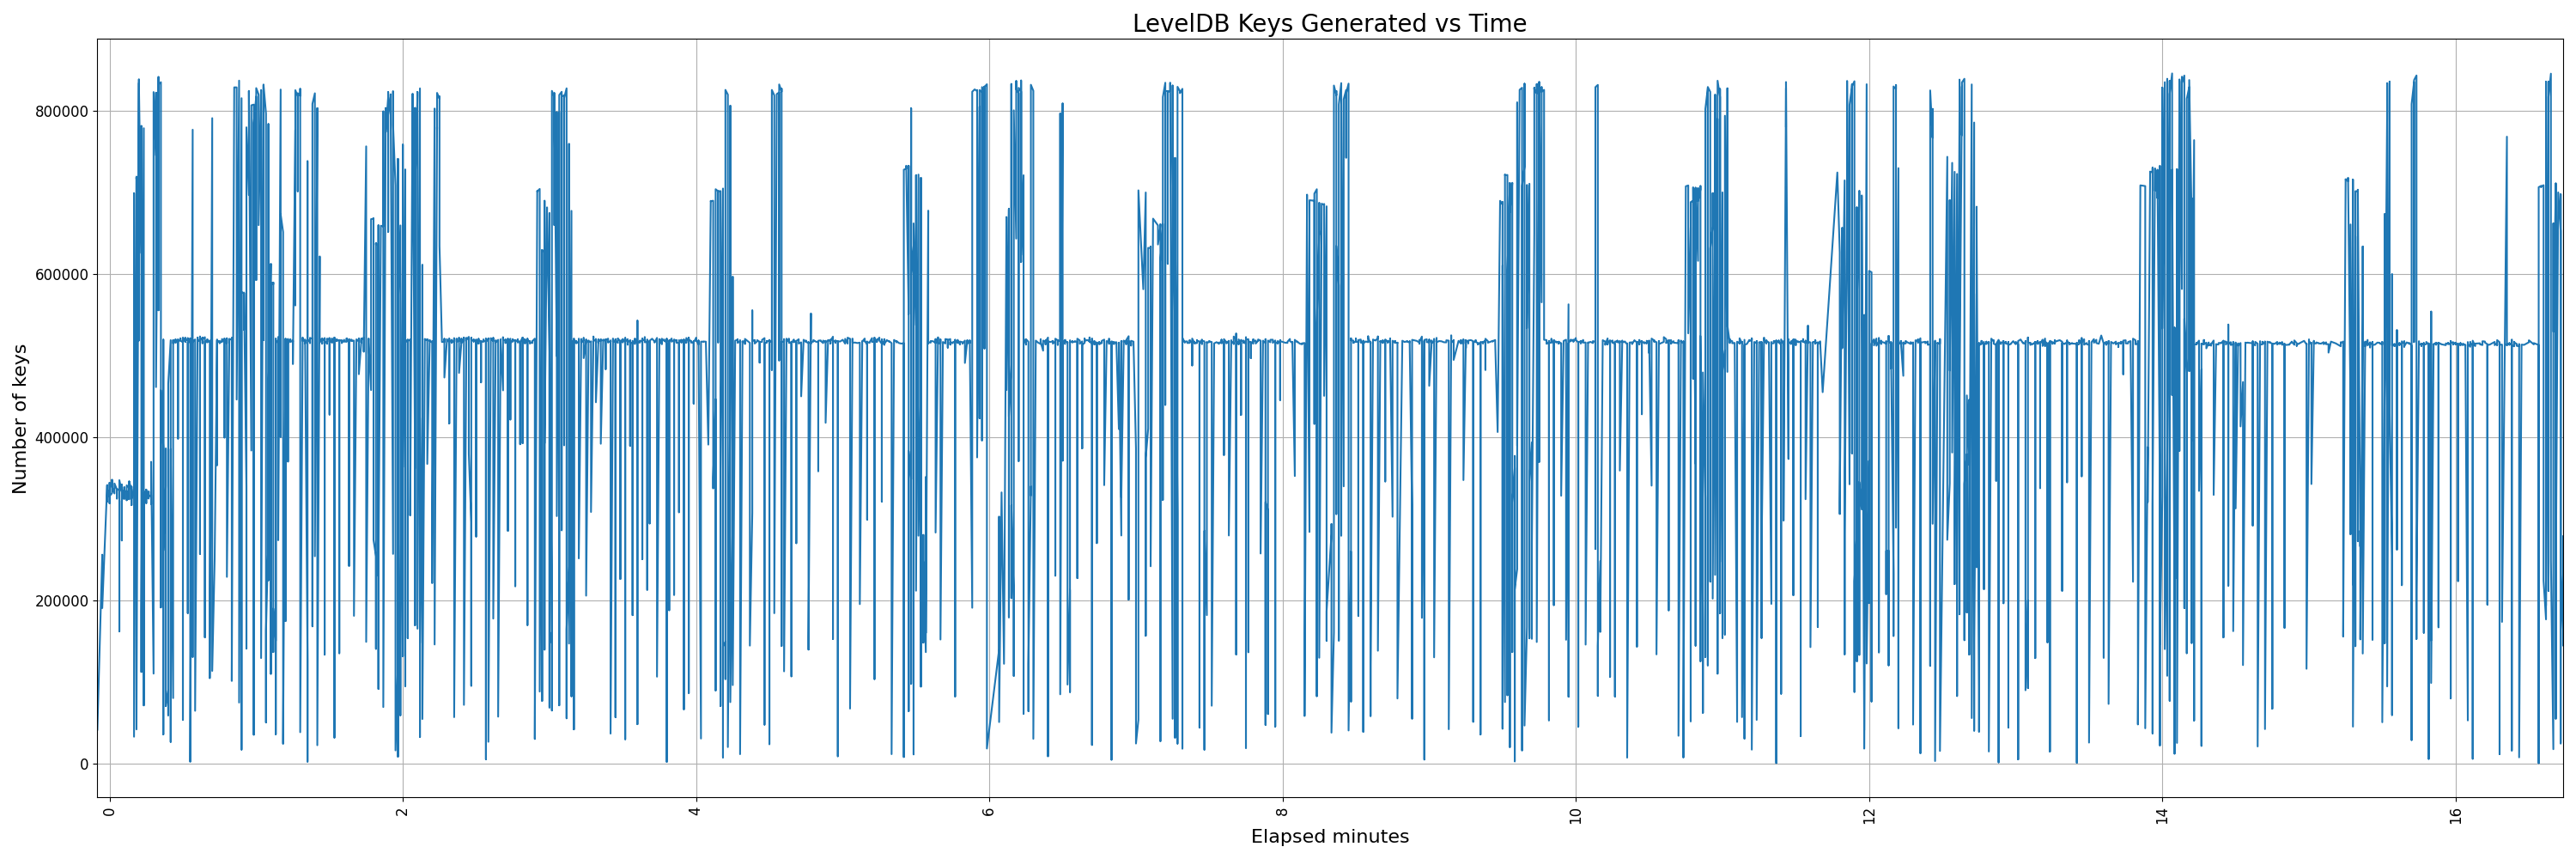 LevelDB Keys Generated vs Time
Number of keys
800000
600000
400000
200000
0
0 2 4 6 8 10 12 14 16
Elapsed minutes